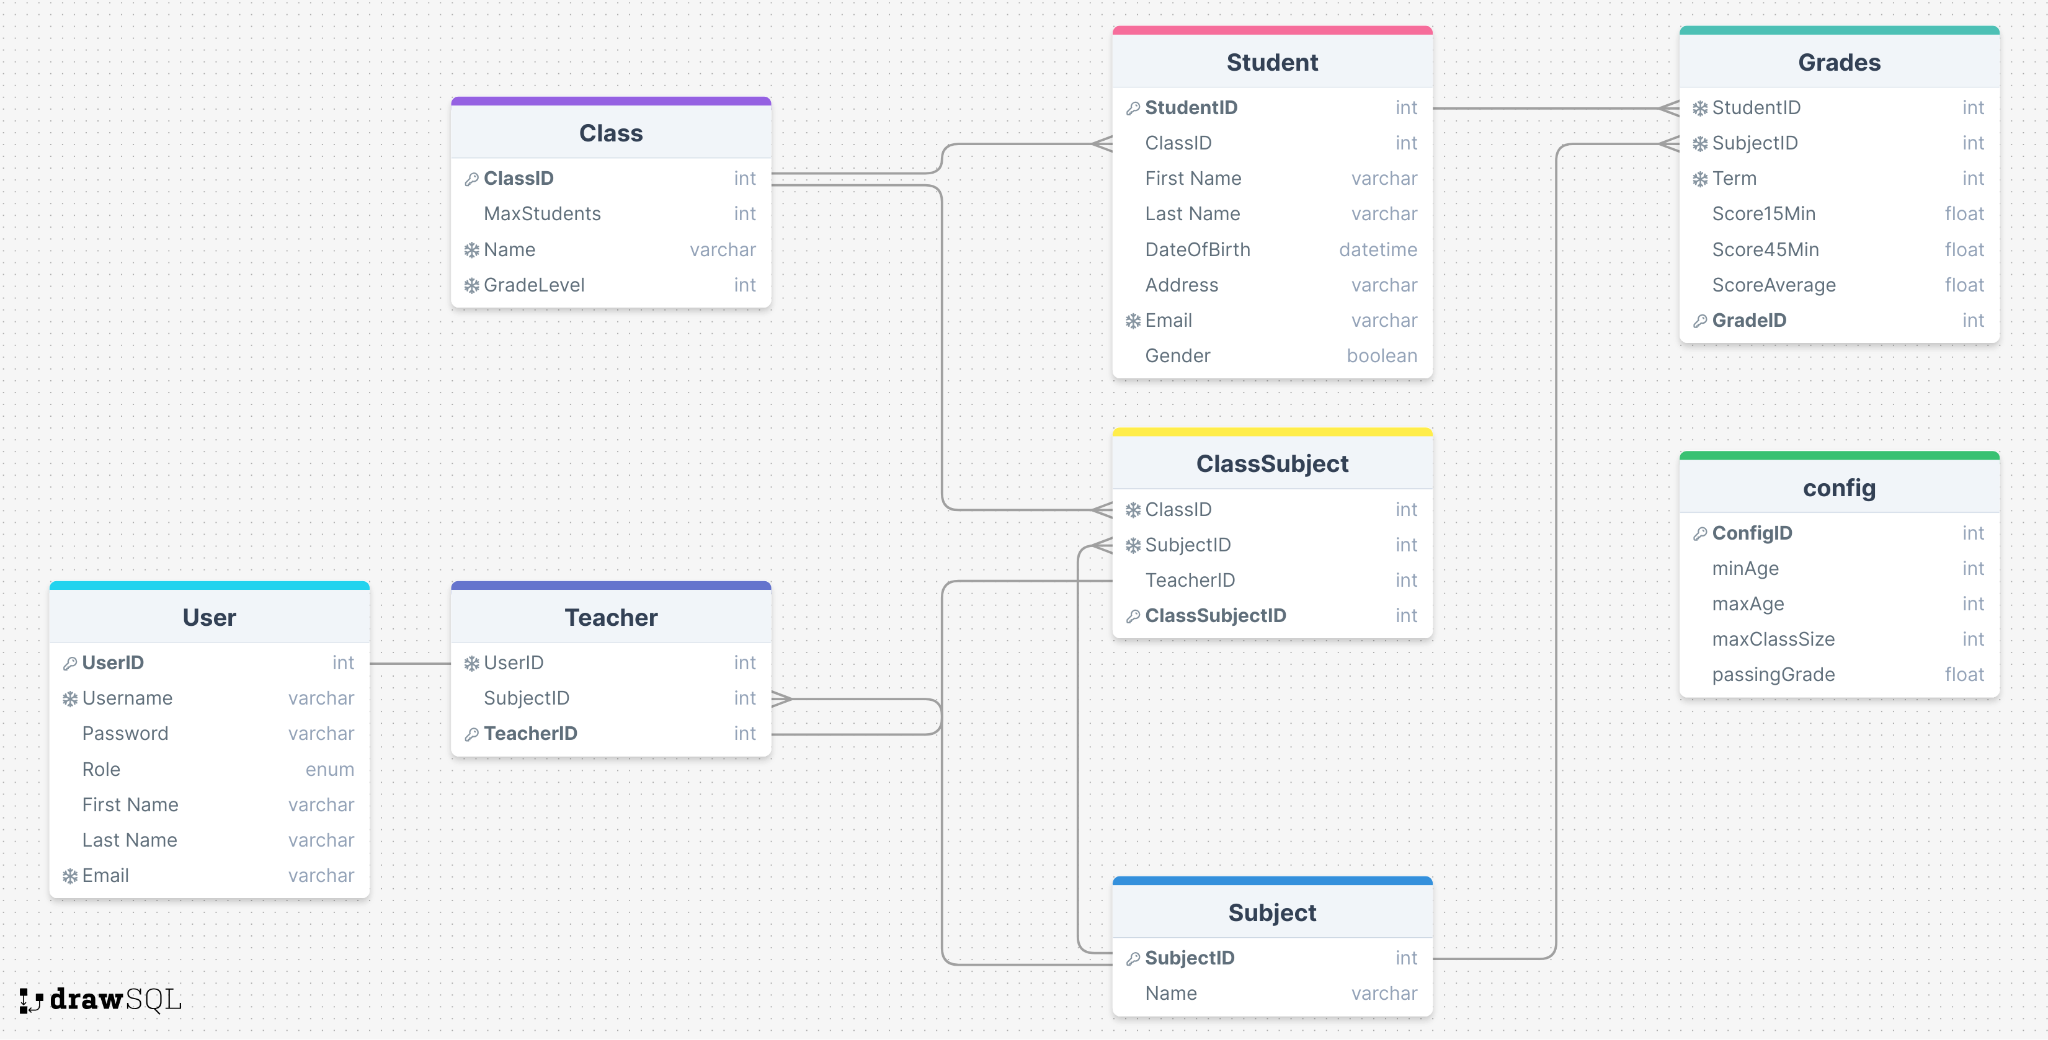 Class
ClassID int
MaxStudents int
Name varchar
GradeLevel int
Student
StudentID int
ClassID int
First Name varchar
Last Name varchar
DateOfBirth datetime
Address varchar
Email varchar
Gender boolean
Grades
StudentID int
SubjectID int
Term int
Score15Min float
Score45Min float
ScoreAverage float
GradeID int
ClassSubject
ClassID int
SubjectID int
TeacherID int
ClassSubjectID int
config
ConfigID int
minAge int
maxAge int
maxClassSize int
passingGrade float
User
UserID int
Username varchar
Password varchar
Role enum
First Name varchar
Last Name varchar
Email varchar
Teacher
UserID int
SubjectID int
TeacherID int
Subject
SubjectID int
Name varchar
drawSQL